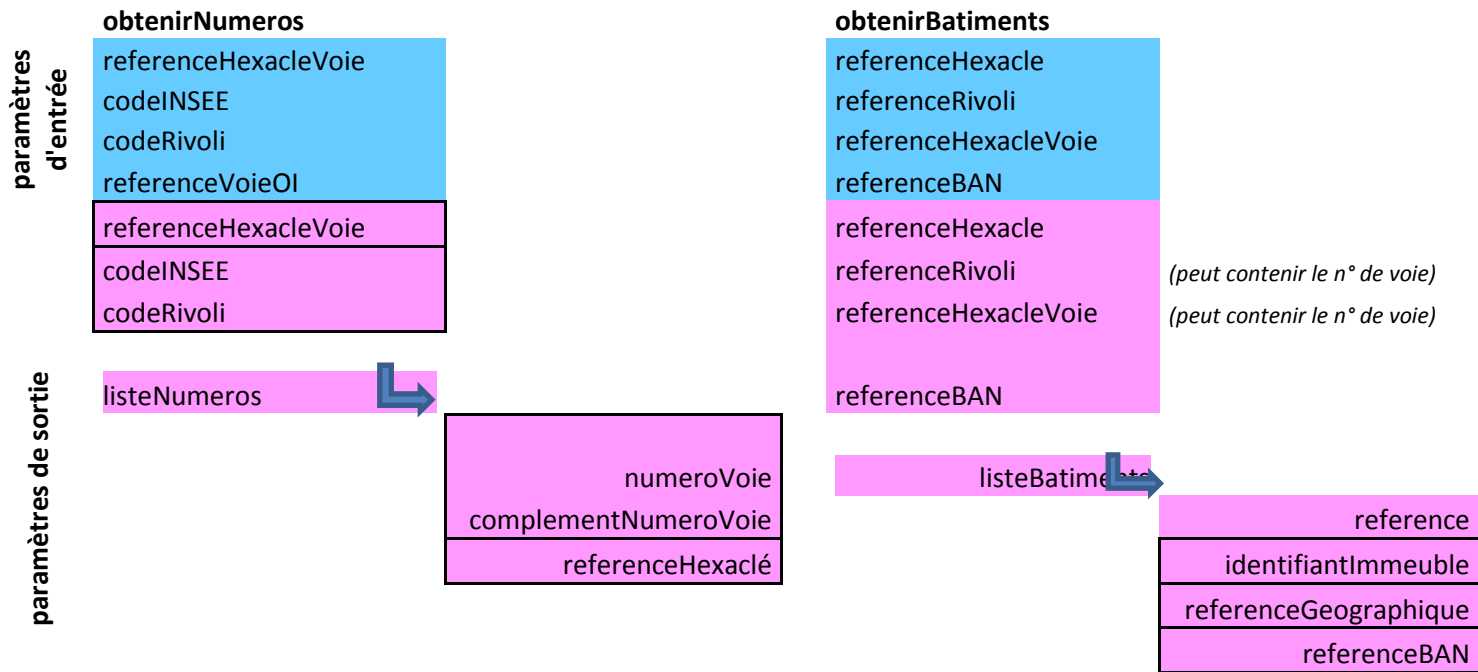 obtenirNumeros
paramètres
d'entrée
referenceHexacleVoie
codeINSEE
codeRivoli
referenceVoieOI
paramètres de sortie
referenceHexacleVoie
codeINSEE
codeRivoli
listeNumeros
numeroVoie
complementNumeroVoie
referenceHexaclé
obtenirBatiments
referenceHexacle
referenceRivoli
referenceHexacleVoie
referenceBAN
referenceHexacle
referenceRivoli (peut contenir le n° de voie)
referenceHexacleVoie (peut contenir le n° de voie)
referenceBAN
listeBatiments
reference
identifiantImmeuble
referenceGeographique
referenceBAN